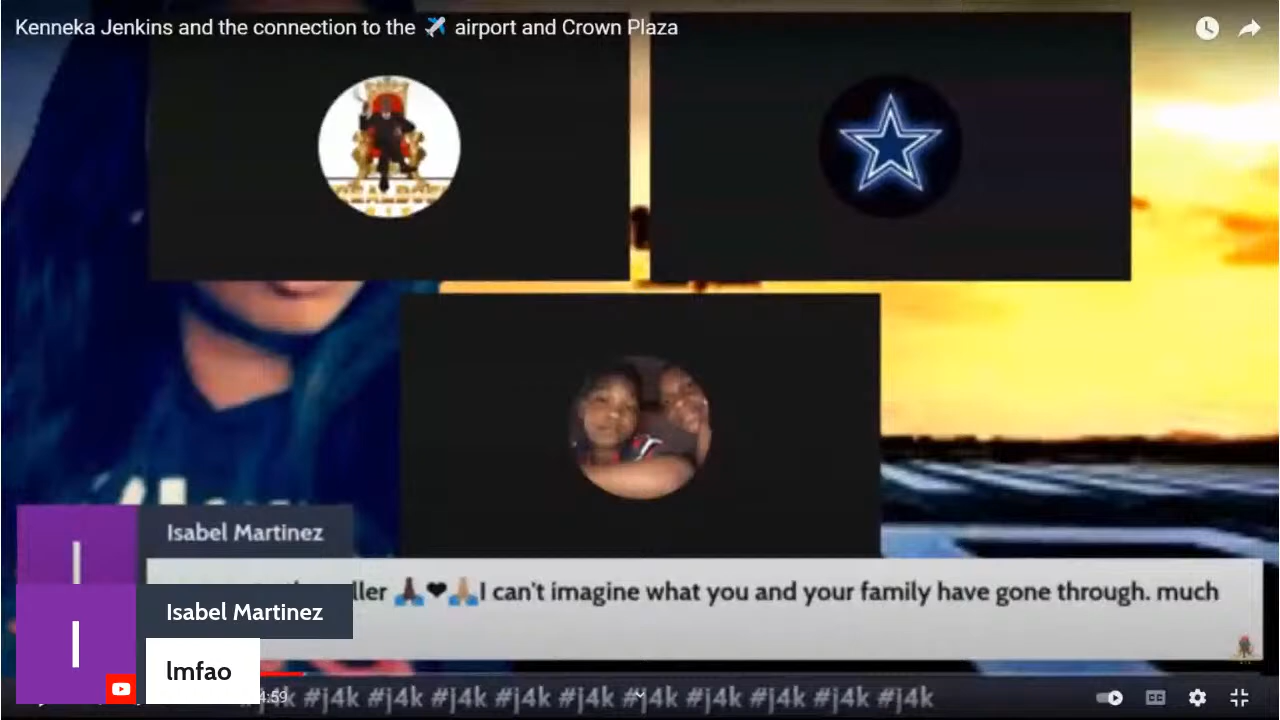 Kenneka Jenkins and the connection to the ✈️ airport and Crown Plaza
Isabel Martinez
I can't imagine what you and your family have gone through. much
Isabel Martinez
I
lmfao
4:59
#j4k #j4k #j4k #j4k #j4k #j4k #j4k #j4k #j4k #j4k
CC